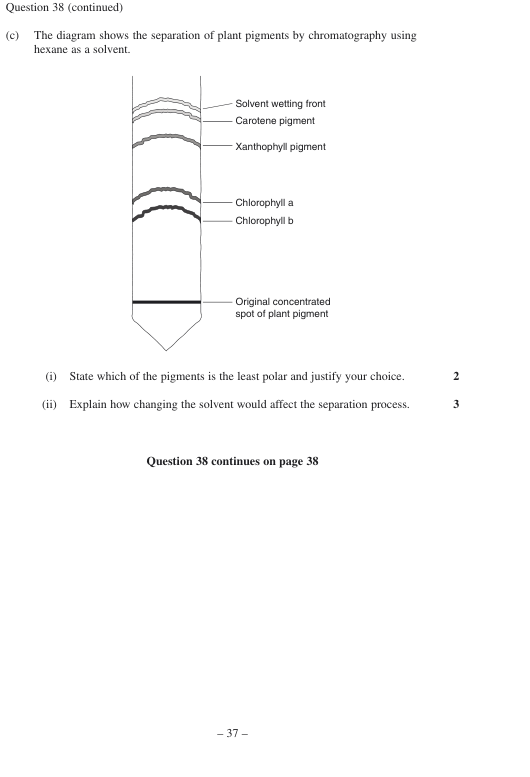 Question 38 (continued)
(c) The diagram shows the separation of plant pigments by chromatography using
hexane as a solvent.
Solvent wetting front
Carotene pigment
Xanthophyll pigment
Chlorophyll a
Chlorophyll b
Original concentrated
spot of plant pigment
(i) State which of the pigments is the least polar and justify your choice. 2
(ii) Explain how changing the solvent would affect the separation process. 3
Question 38 continues on page 38
– 37 –